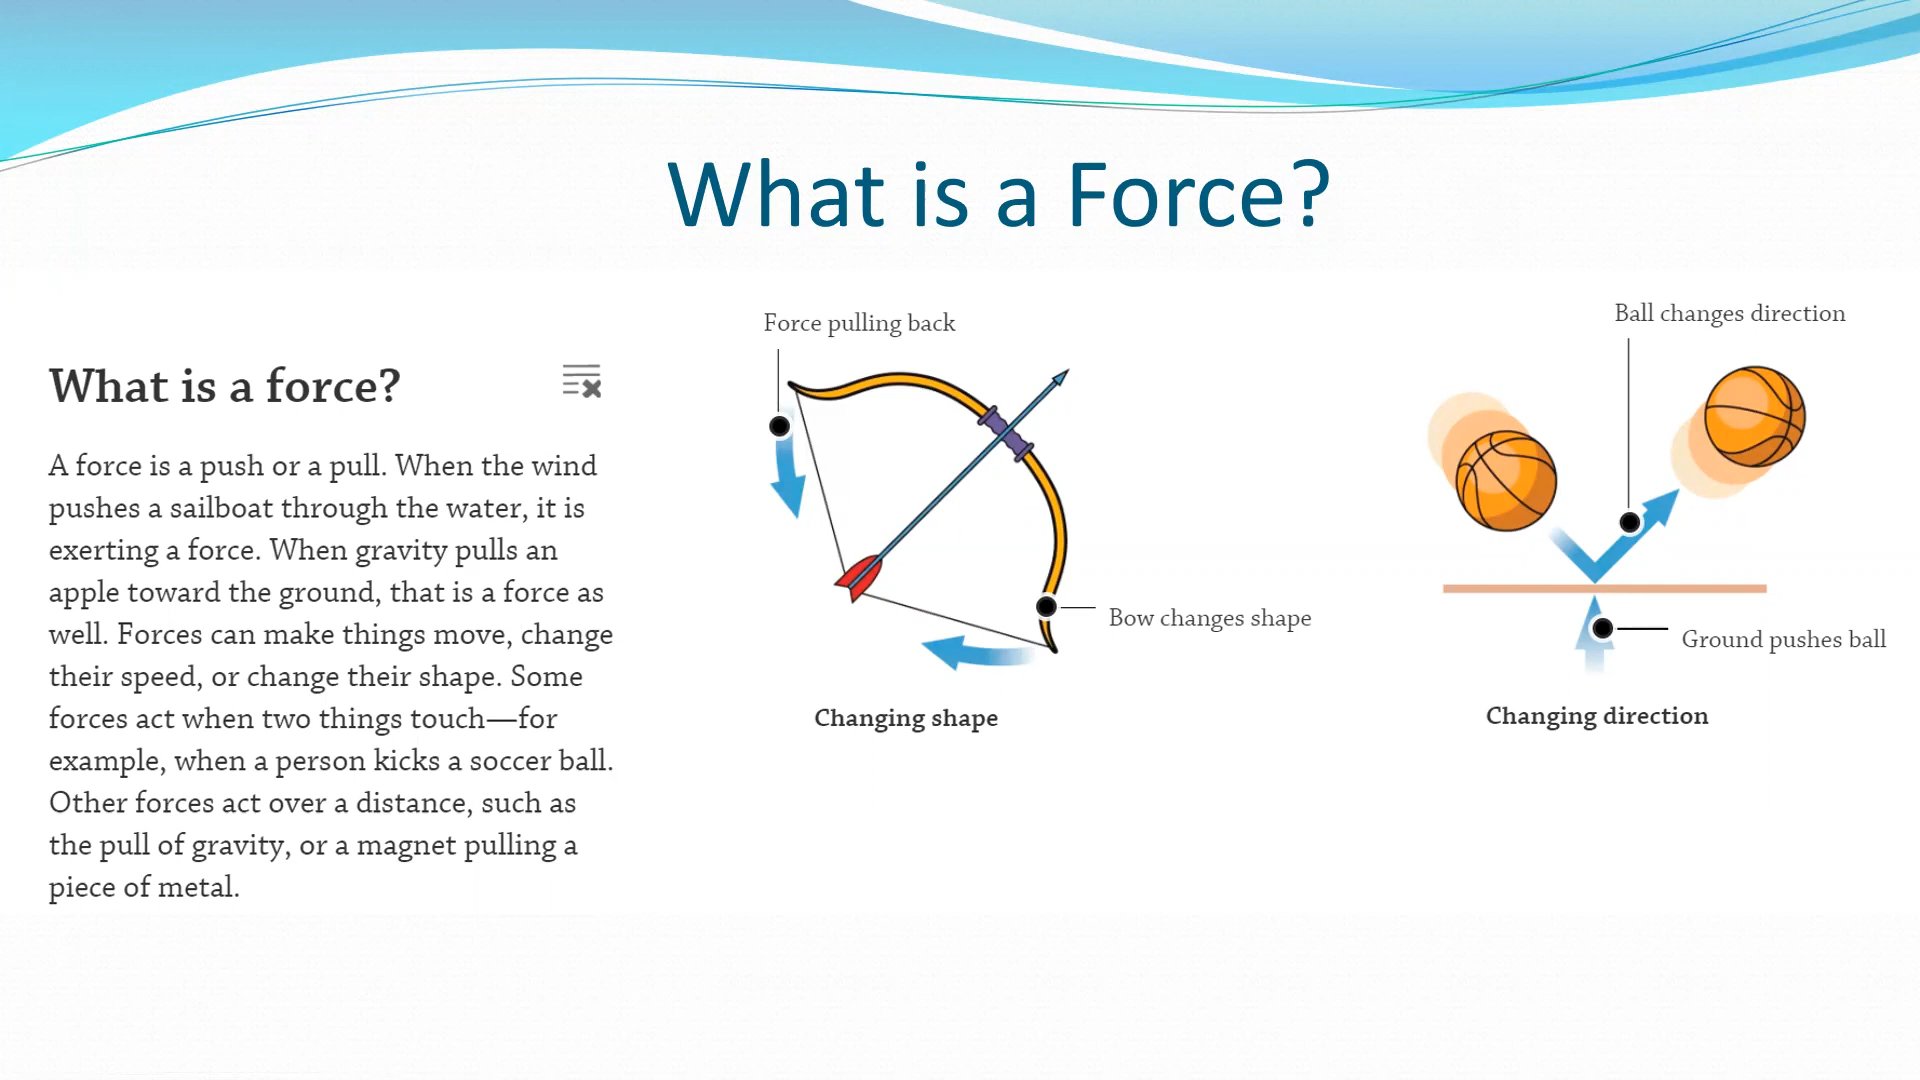 What is a Force?
What is a force?
A force is a push or a pull. When the wind
pushes a sailboat through the water, it is
exerting a force. When gravity pulls an
apple toward the ground, that is a force as
well. Forces can make things move, change
their speed, or change their shape. Some
forces act when two things touch—for
example, when a person kicks a soccer ball.
Other forces act over a distance, such as
the pull of gravity, or a magnet pulling a
piece of metal.
Force pulling back
Bow changes shape
Changing shape
Ball changes direction
Ground pushes ball
Changing direction